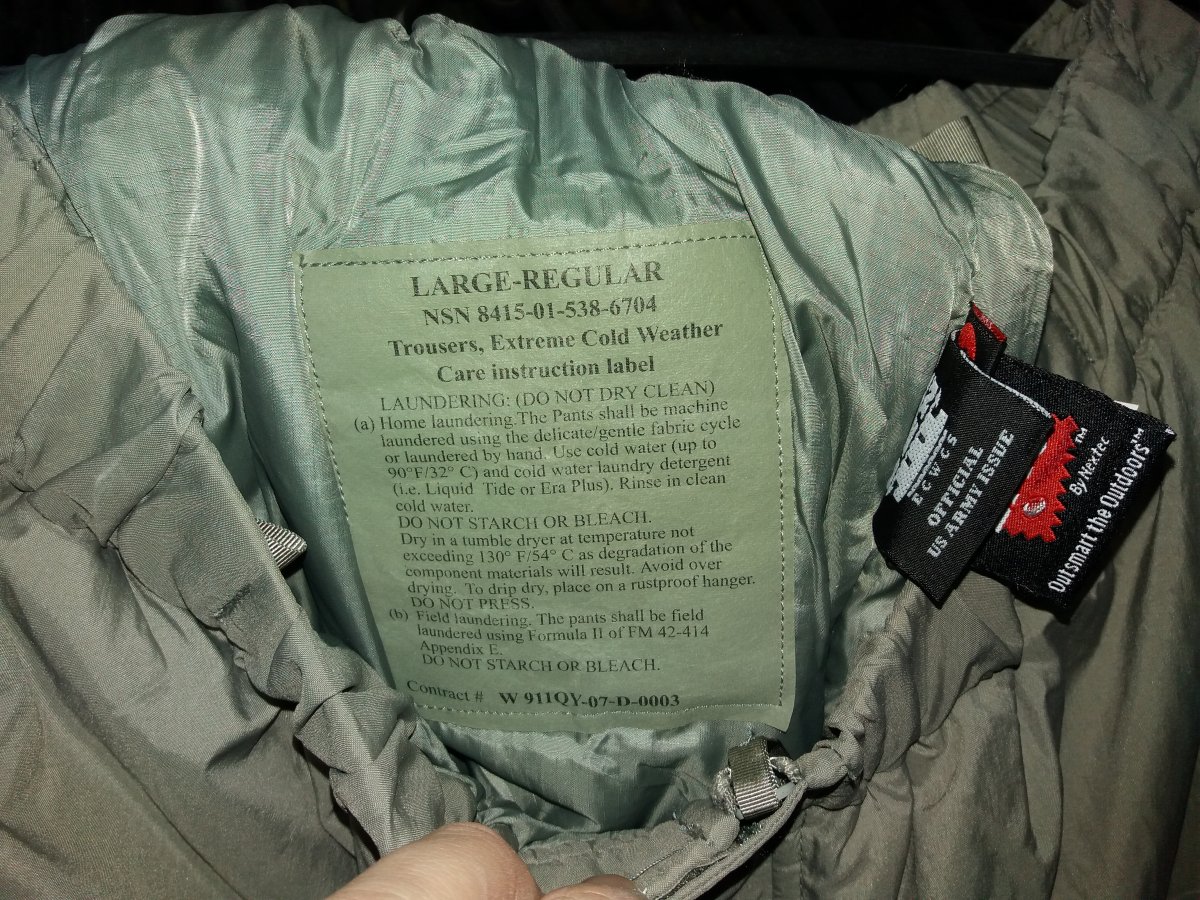 LARGE-REGULAR
NSN 8415-01-538-6704
Trousers, Extreme Cold Weather
Care instruction label
LAUNDERING: (DO NOT DRY CLEAN)
(a) Home laundering.The Pants shall be machine
laundered using the delicate/gentle fabric cycle
or laundered by hand. Use cold water (up to
90°F/32° C) and cold water laundry detergent
(i.e. Liquid Tide or Era Plus). Rinse in clean
cold water.
DO NOT STARCH OR BLEACH.
Dry in a tumble dryer at temperature not
exceeding 130° F/54° C as degradation of the
component materials will result. Avoid over
drying. To drip dry, place on a rustproof hanger.
DO NOT PRESS.
(b) Field laundering. The pants shall be field
laundered using Formula II of FM 42-414
Appendix E.
DO NOT STARCH OR BLEACH.
Contract # W 911QY-07-D-0003
ECWCS
OFFICIAL
US ARMY ISSUE
TM
By Nextec
Outsmart the Outdoors™